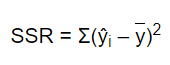 SSR = Σ(ŷᵢ – y̅)²